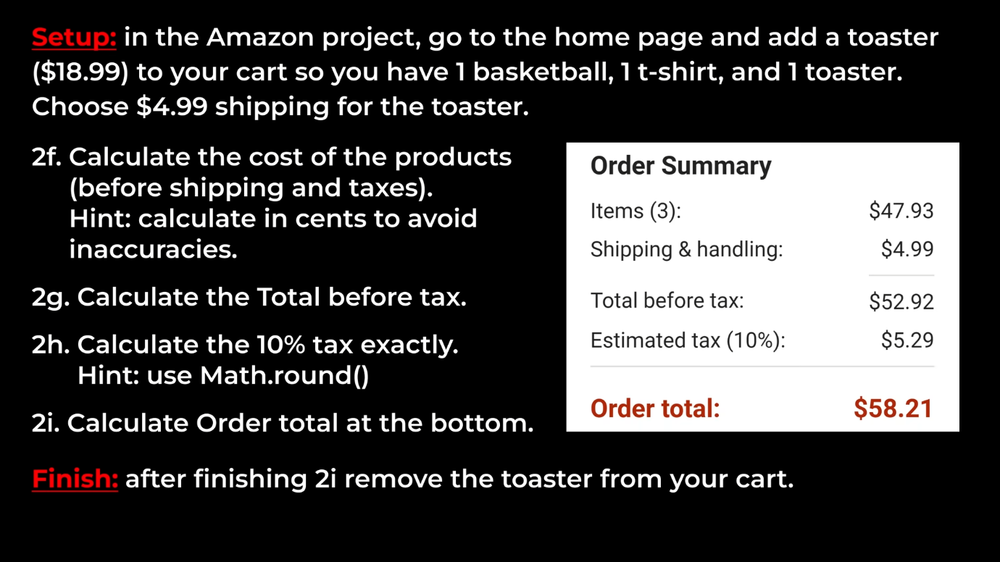 Setup: in the Amazon project, go to the home page and add a toaster
($18.99) to your cart so you have 1 basketball, 1 t-shirt, and 1 toaster.
Choose $4.99 shipping for the toaster.
2f. Calculate the cost of the products
(before shipping and taxes).
Hint: calculate in cents to avoid
inaccuracies.
2g. Calculate the Total before tax.
2h. Calculate the 10% tax exactly.
Hint: use Math.round()
2i. Calculate Order total at the bottom.
Order Summary
Items (3): $47.93
Shipping & handling: $4.99
Total before tax: $52.92
Estimated tax (10%): $5.29
Order total: $58.21
Finish: after finishing 2i remove the toaster from your cart.